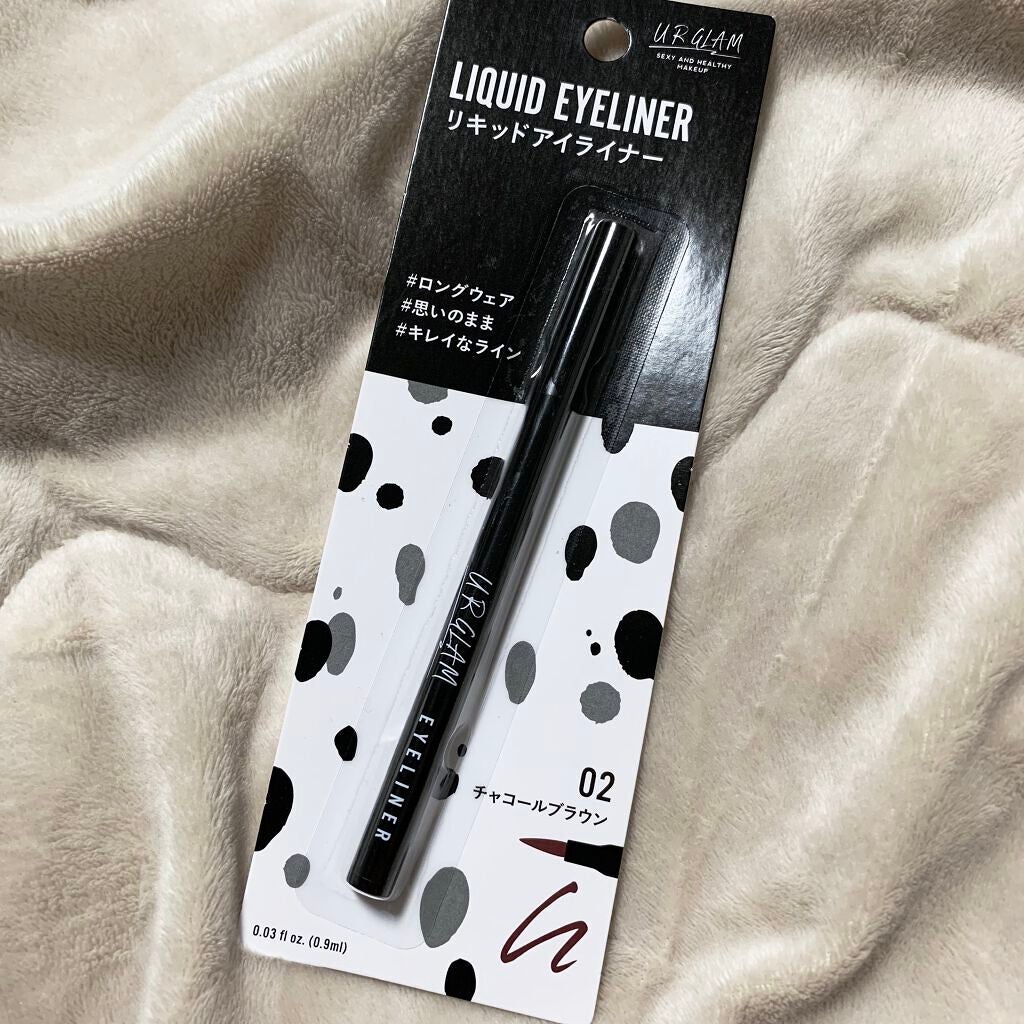 UR GLAM
SEXY AND HEALTHY
MAKEUP
LIQUID EYELINER
リキッドアイライナー
#ロングウェア
#思いのまま
#キレイなライン
UR GLAM EYELINER
02
チャコールブラウン
0.03 fl oz. (0.9ml)